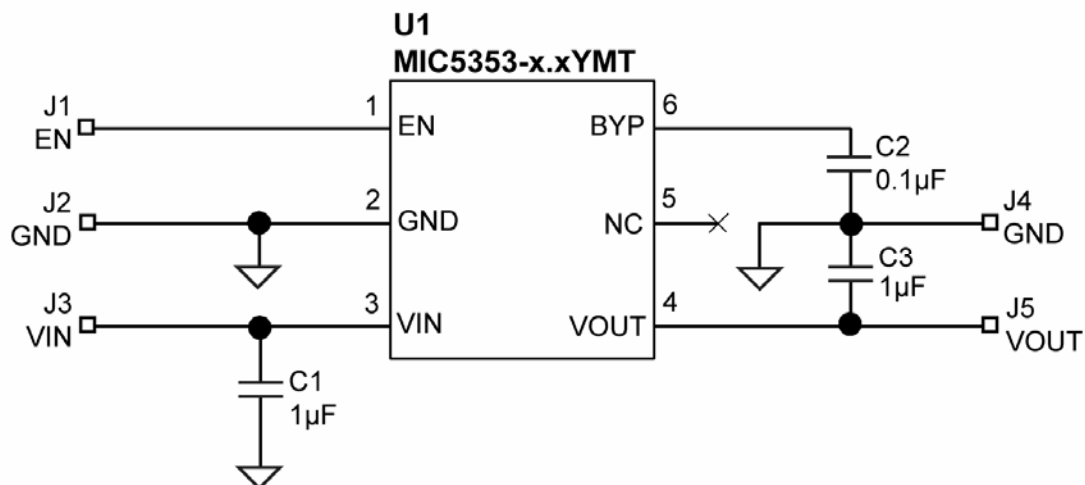 U1
MIC5353-x.xYMT
J1
EN
1
EN
BYP
6
C2
0.1µF
J2
GND
2
GND
NC
5
J4
GND
C3
1µF
J3
VIN
3
VIN
VOUT
4
J5
VOUT
C1
1µF